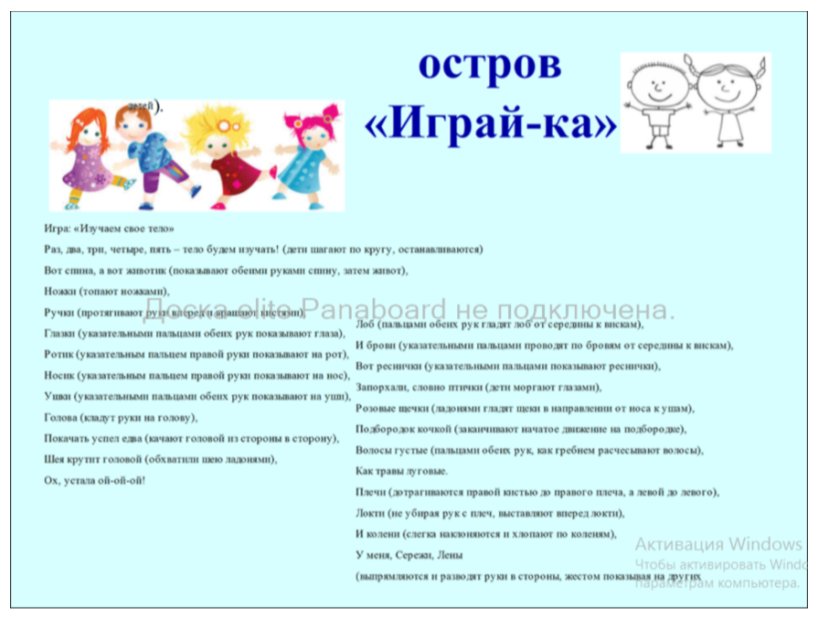 остров
«Играй-ка»
детей).
Игра: «Изучаем свое тело»
Раз, два, три, четыре, пять – тело будем изучать! (дети шагают по кругу, останавливаются)
Вот спина, а вот животик (показывают обеими руками спину, затем живот),
Ножки (топают ножками),
Ручки (протягивают руки вперед и вращают кистями),
Доска elite Panaboard не подключена.
Глазки (указательными пальцами обеих рук показывают глаза),
Ротик (указательным пальцем правой руки показывают на рот),
Носик (указательным пальцем правой руки показывают на нос),
Ушки (указательными пальцами обеих рук показывают на уши),
Голова (кладут руки на голову),
Покачать успел едва (качают головой из стороны в сторону),
Шея крутит головой (обхватили шею ладонями),
Ох, устала ой-ой-ой!
Лоб (пальцами обеих рук гладят лоб от середины к вискам),
И брови (указательными пальцами проводят по бровям от середины к вискам),
Вот реснички (указательными пальцами показывают реснички),
Запорхали, словно птички (дети моргают глазами),
Розовые щечки (ладонями гладят щеки в направлении от носа к ушам),
Подбородок кочкой (заканчивают начатое движение на подбородке),
Волосы густые (пальцами обеих рук, как гребнем расчесывают волосы),
Как травы луговые.
Плечи (дотрагиваются правой кистью до правого плеча, а левой до левого),
Локти (не убирая рук с плеч, выставляют вперед локти),
И колени (слегка наклоняются и хлопают по коленям),
У меня, Сережи, Лены
(выпрямляются и разводят руки в стороны, жестом показывая на других
Активация Windows
Чтобы активировать Windo
параметрам компьютера.